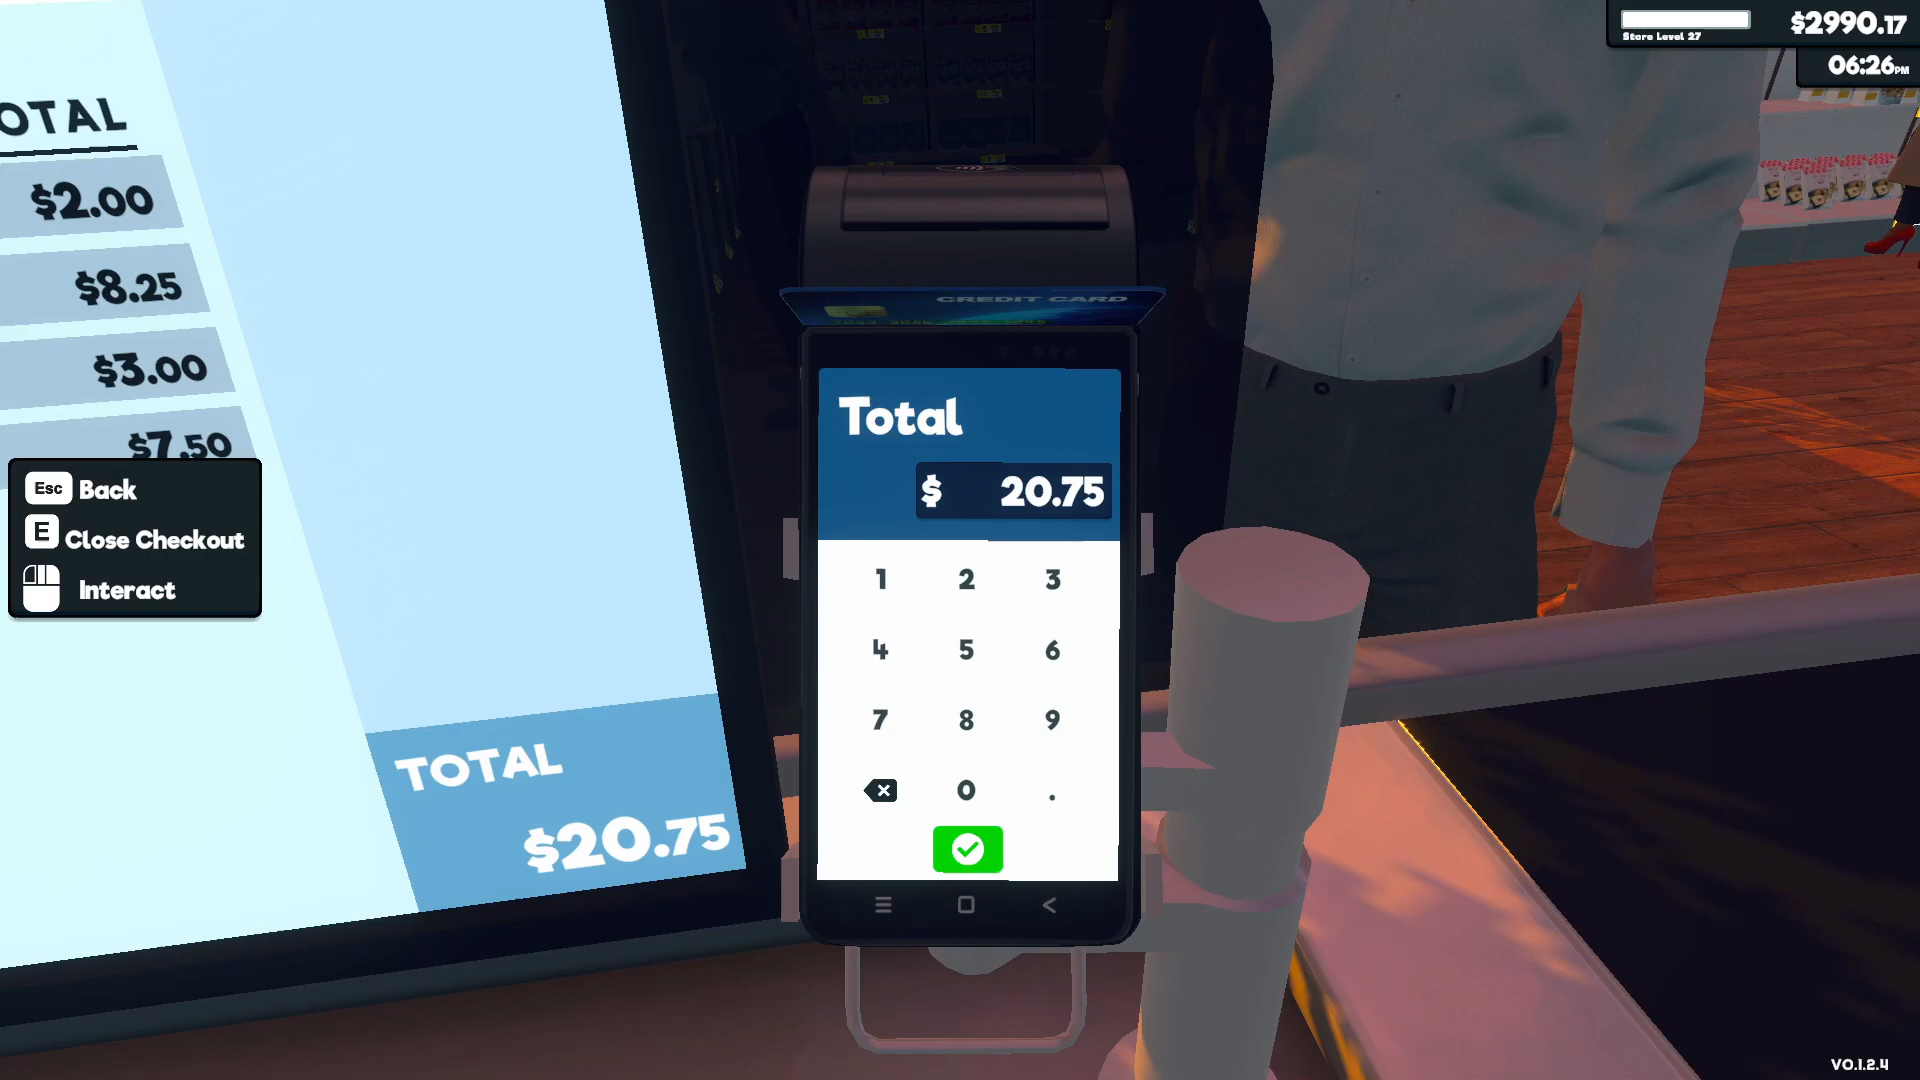 $2990.17
Store Level 27
06:26PM
OTAL
$2.00
$8.25
$3.00
$7.50
Esc Back
E Close Checkout
Interact
TOTAL
$20.75
CREDIT CARD
Total
$ 20.75
1 2 3
4 5 6
7 8 9
0 .
V0.1.2.4